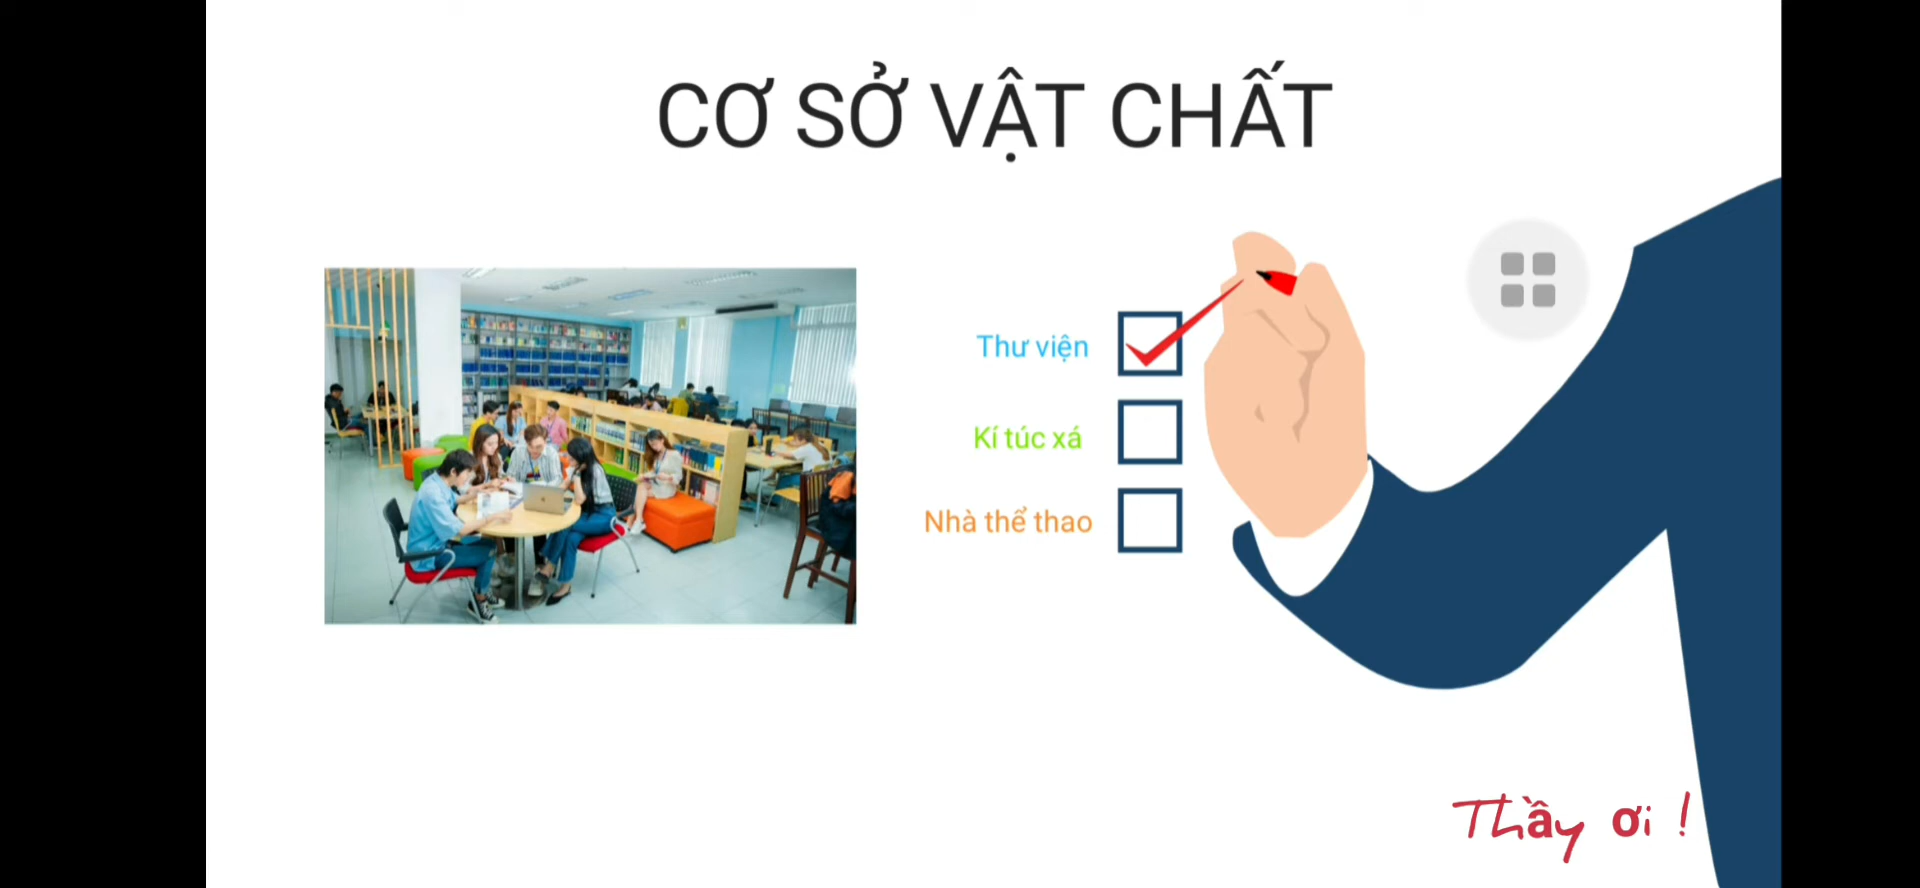 CƠ SỞ VẬT CHẤT
Thư viện
Kí túc xá
Nhà thể thao
Thầy ơi !